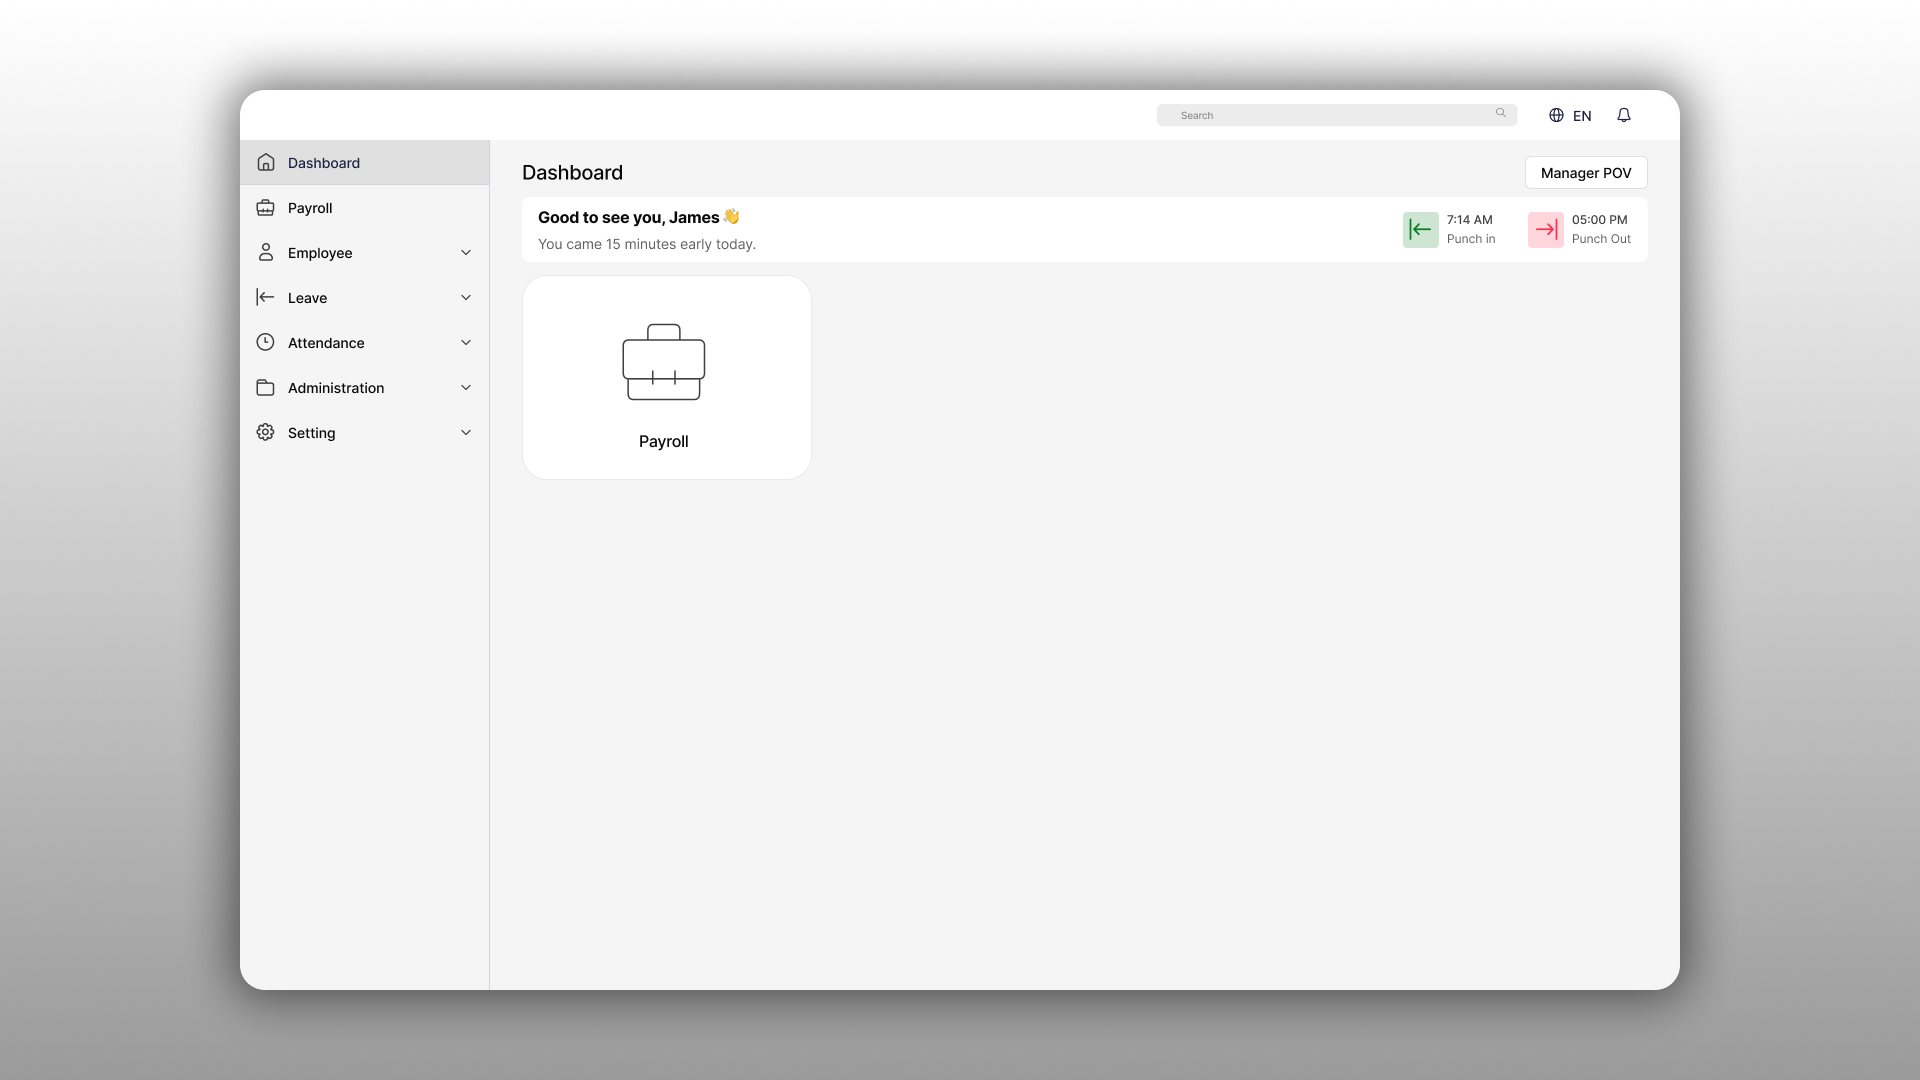 Search
EN
Dashboard
Payroll
Employee
Leave
Attendance
Administration
Setting
Dashboard
Manager POV
Good to see you, James👋
You came 15 minutes early today.
7:14 AM
Punch in
05:00 PM
Punch Out
Payroll